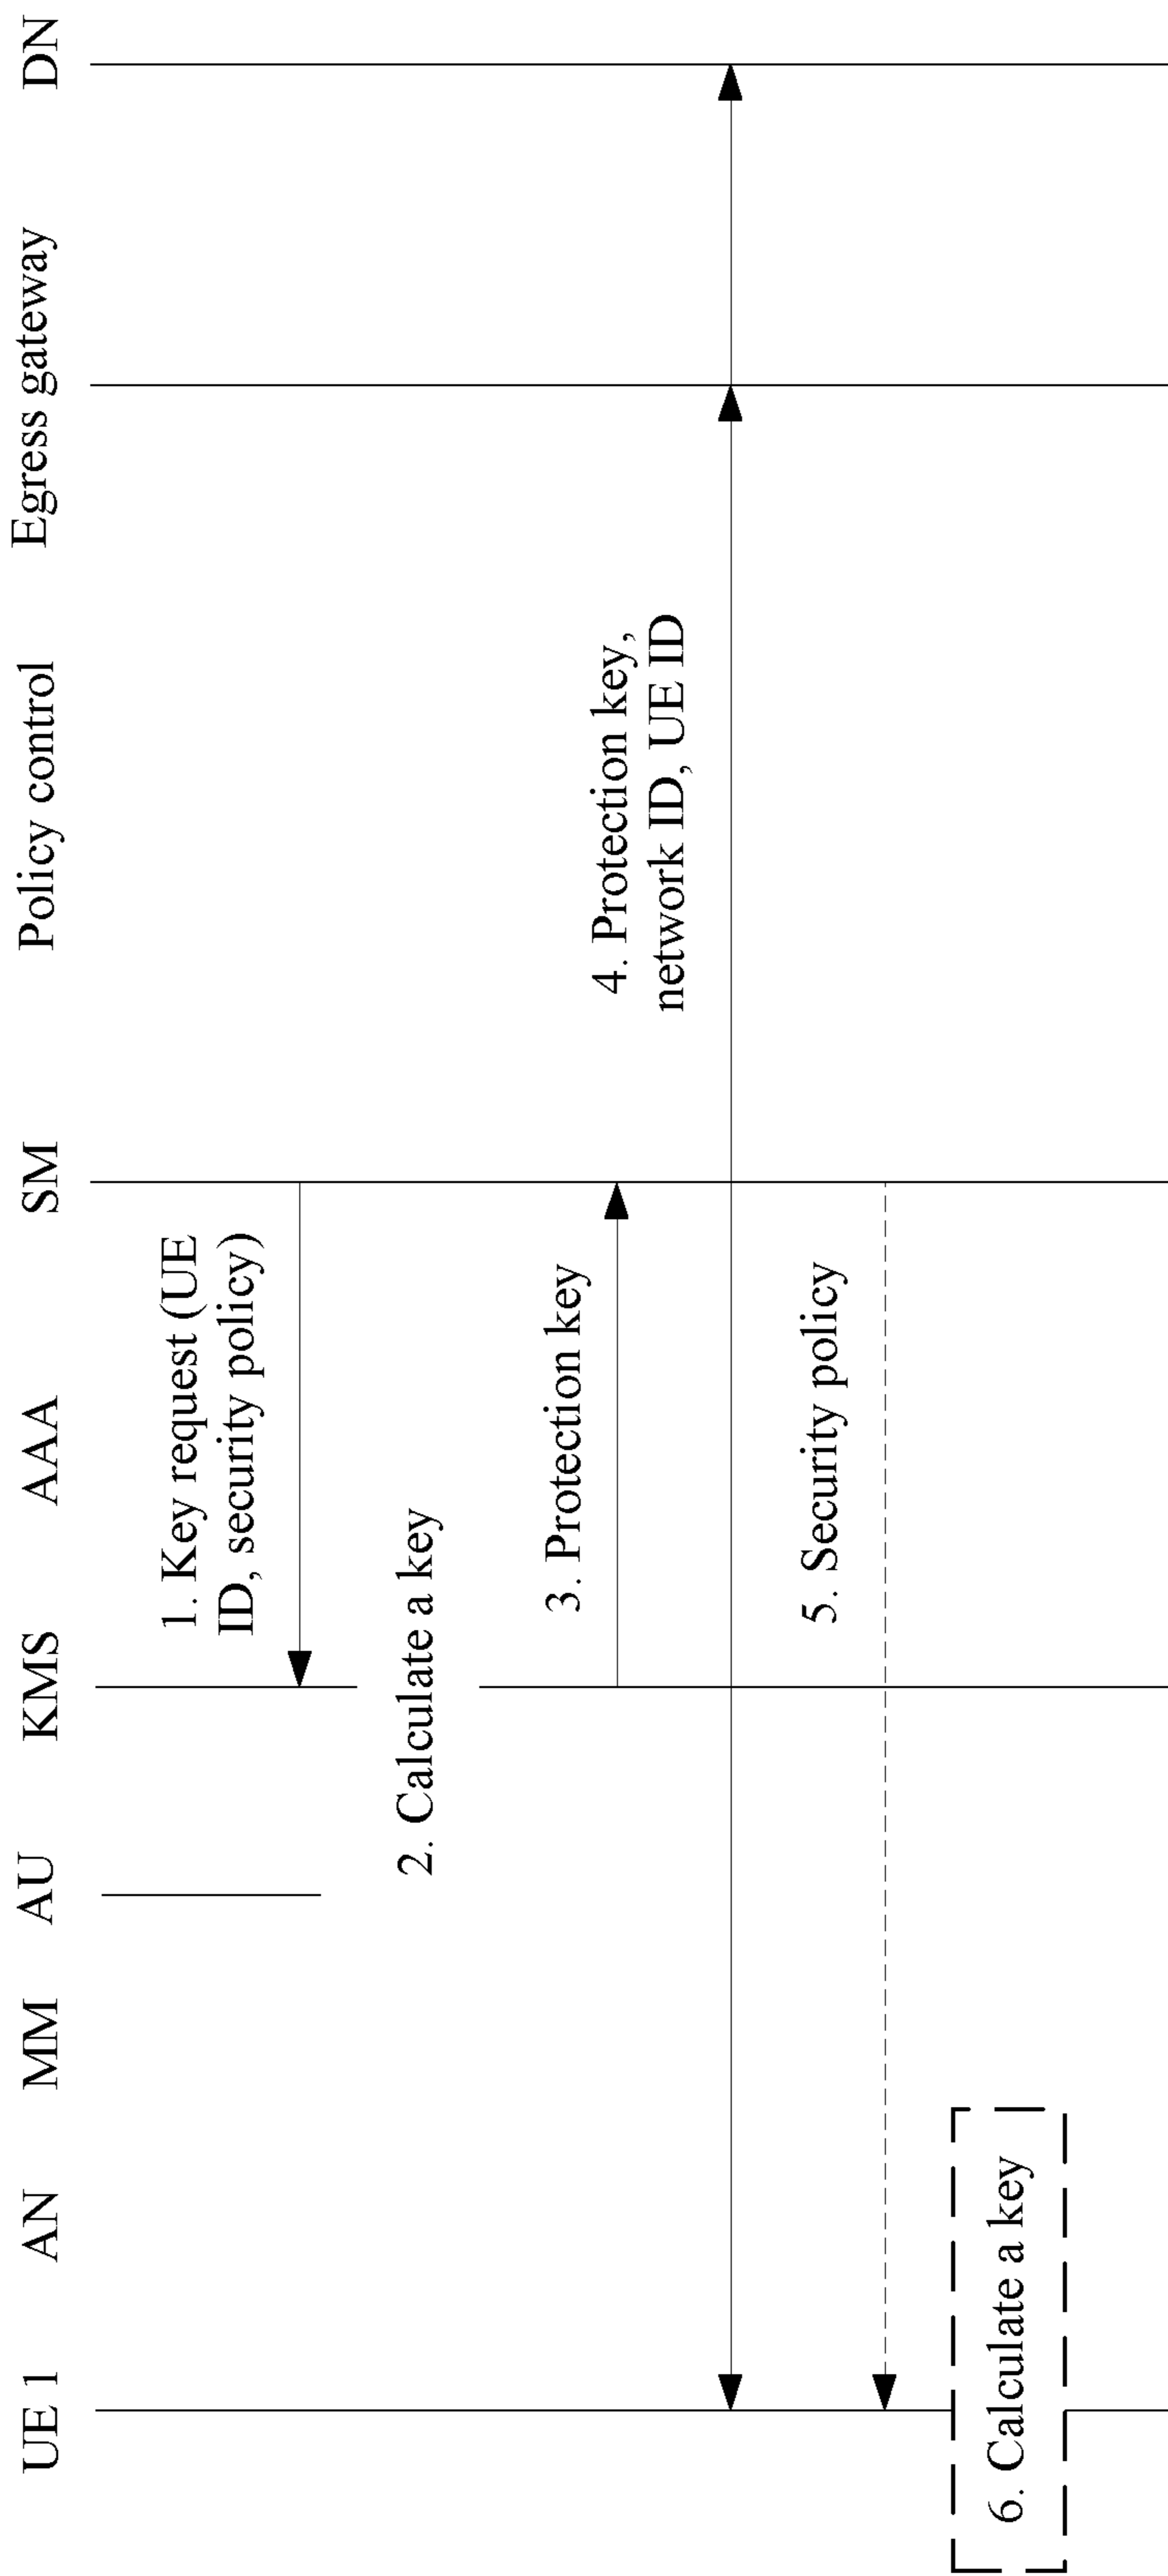 UE 1
AN
MM
AU
KMS
AAA
SM
Policy control
Egress gateway
DN
1. Key request (UE
ID, security policy)
2. Calculate a key
3. Protection key
4. Protection key,
network ID, UE ID
5. Security policy
6. Calculate a key